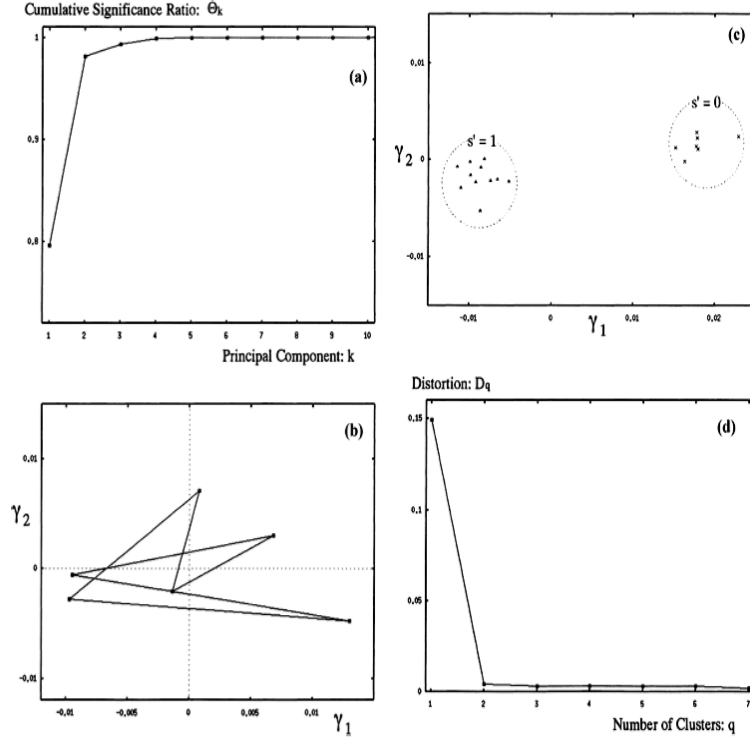 Cumulative Significance Ratio: Θ̂k
1
0.9
0.8
(a)
1 2 3 4 5 6 7 8 9 10
Principal Component: k
(c)
0.01
0
-0.01
γ2
s' = 1
s' = 0
-0.01 0 0.01 0.02
γ1
(b)
0.01
0
-0.01
γ2
-0.01 -0.005 0 0.005 0.01
γ1
Distortion: Dq
0.15
0.1
0.05
0
(d)
1 2 3 4 5 6 7
Number of Clusters: q